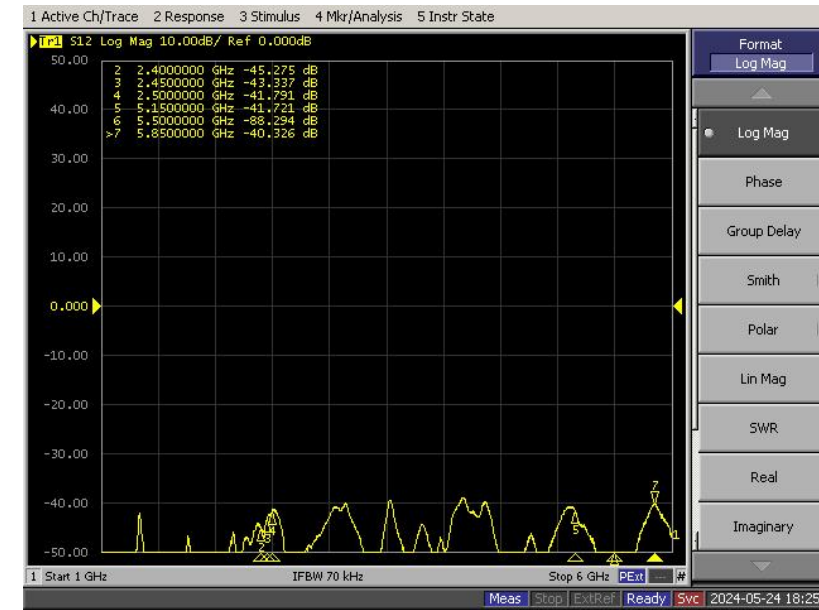 1 Active Ch/Trace 2 Response 3 Stimulus 4 Mkr/Analysis 5 Instr State
Tr1 S12 Log Mag 10.00dB/ Ref 0.000dB
50.00
2 2.4000000 GHz -45.275 dB
3 2.4500000 GHz -43.337 dB
4 2.5000000 GHz -41.791 dB
5 5.1500000 GHz -41.721 dB
6 5.5000000 GHz -88.294 dB
>7 5.8500000 GHz -40.326 dB
40.00
30.00
20.00
10.00
0.000
-10.00
-20.00
-30.00
-40.00
-50.00
2
3
4
5
7
1
1 Start 1 GHz IFBW 70 kHz Stop 6 GHz PExt --- #
Meas Stop ExtRef Ready Svc 2024-05-24 18:25
Format
Log Mag
Log Mag
Phase
Group Delay
Smith
Polar
Lin Mag
SWR
Real
Imaginary